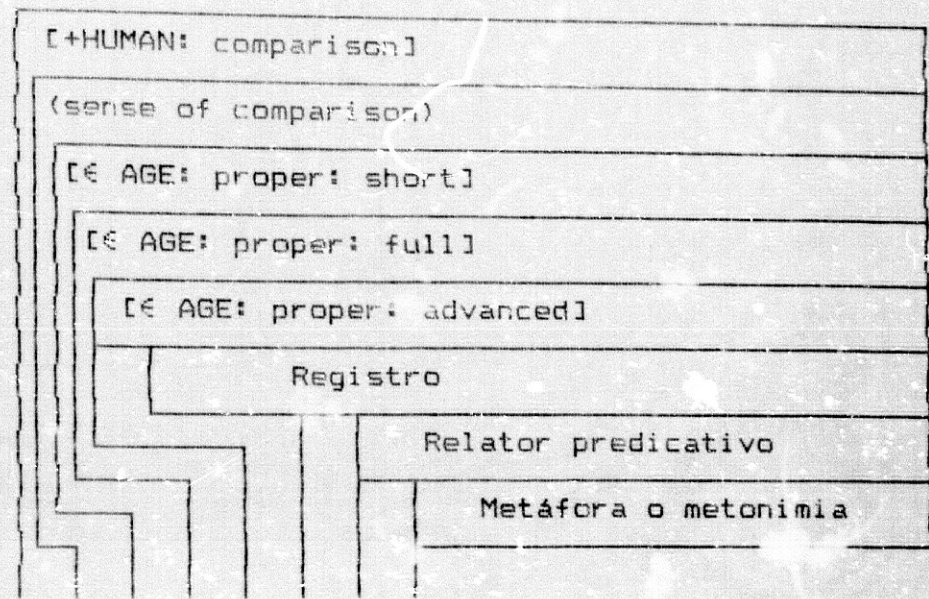 [+HUMAN: comparison]
(sense of comparison)
[∈ AGE: proper: short]
[∈ AGE: proper: full]
[∈ AGE: proper: advanced]
Registro
Relator predicativo
Metáfora o metonimia